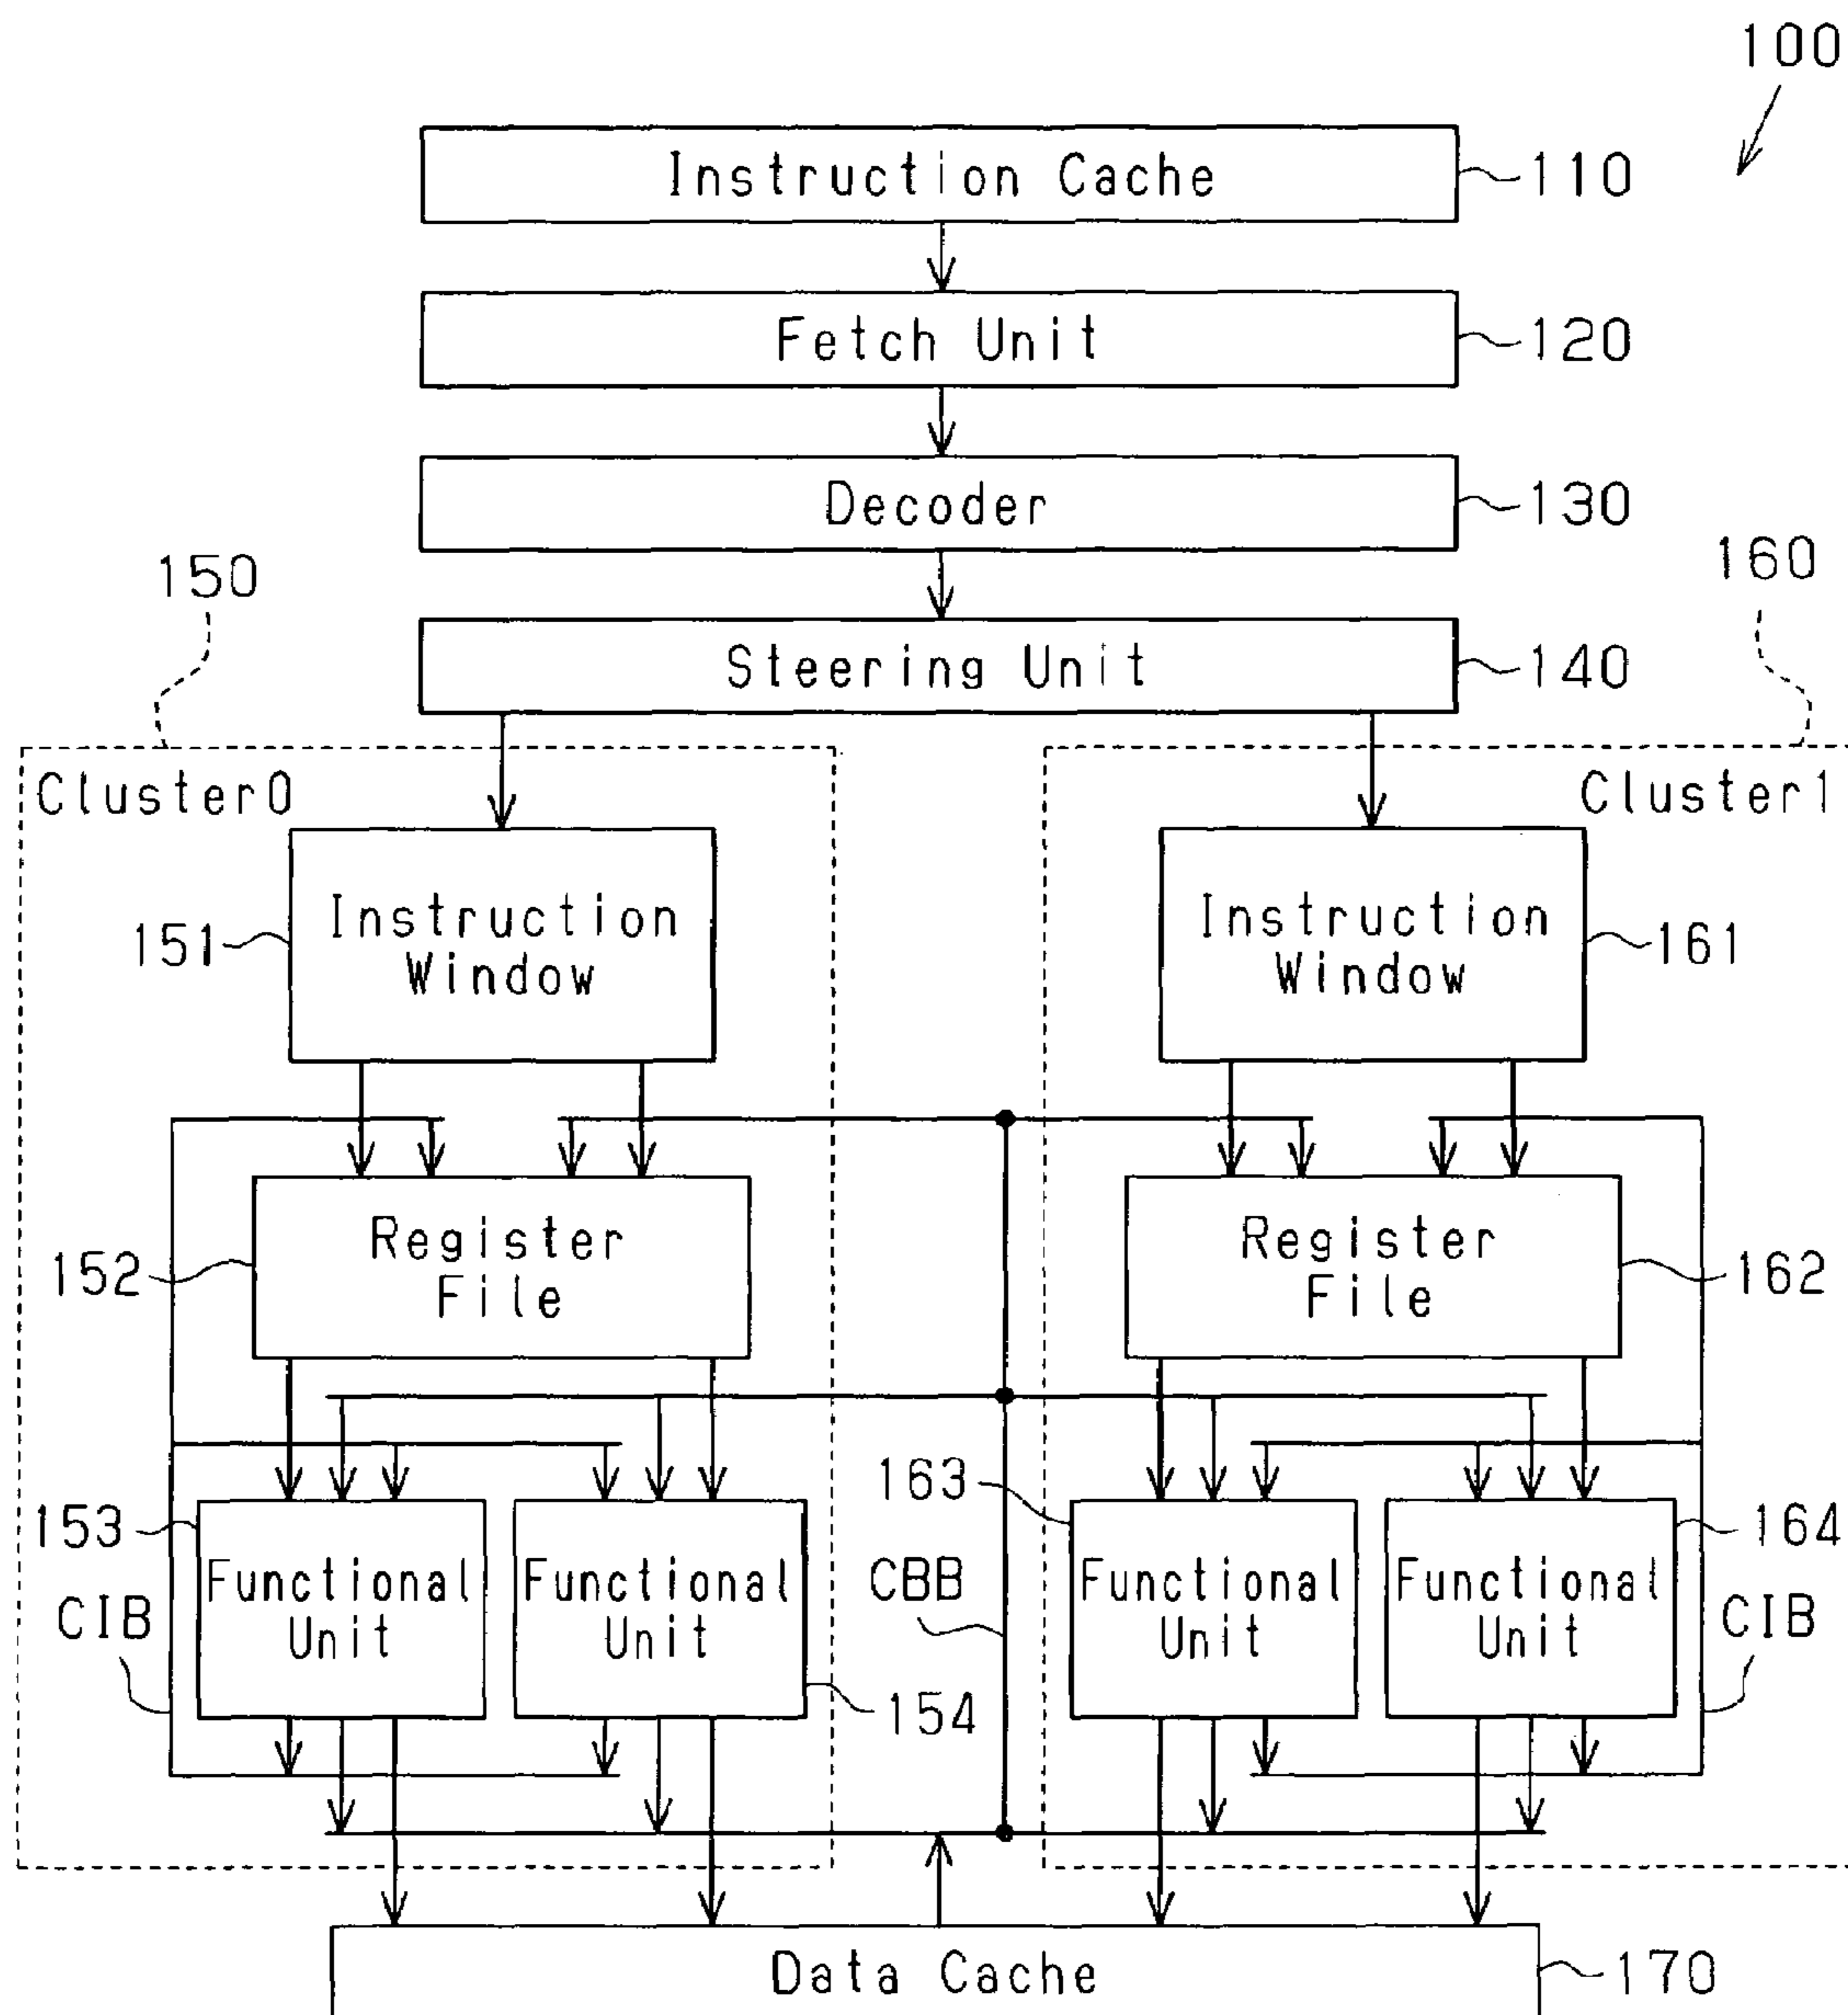 100
Instruction Cache
110
Fetch Unit
120
Decoder
130
150
160
Steering Unit
140
Cluster0
Cluster1
Instruction
Window
151
Instruction
Window
161
Register
File
152
Register
File
162
153
Functional
Unit
Functional
Unit
154
CIB
CBB
163
Functional
Unit
Functional
Unit
164
CIB
Data Cache
170